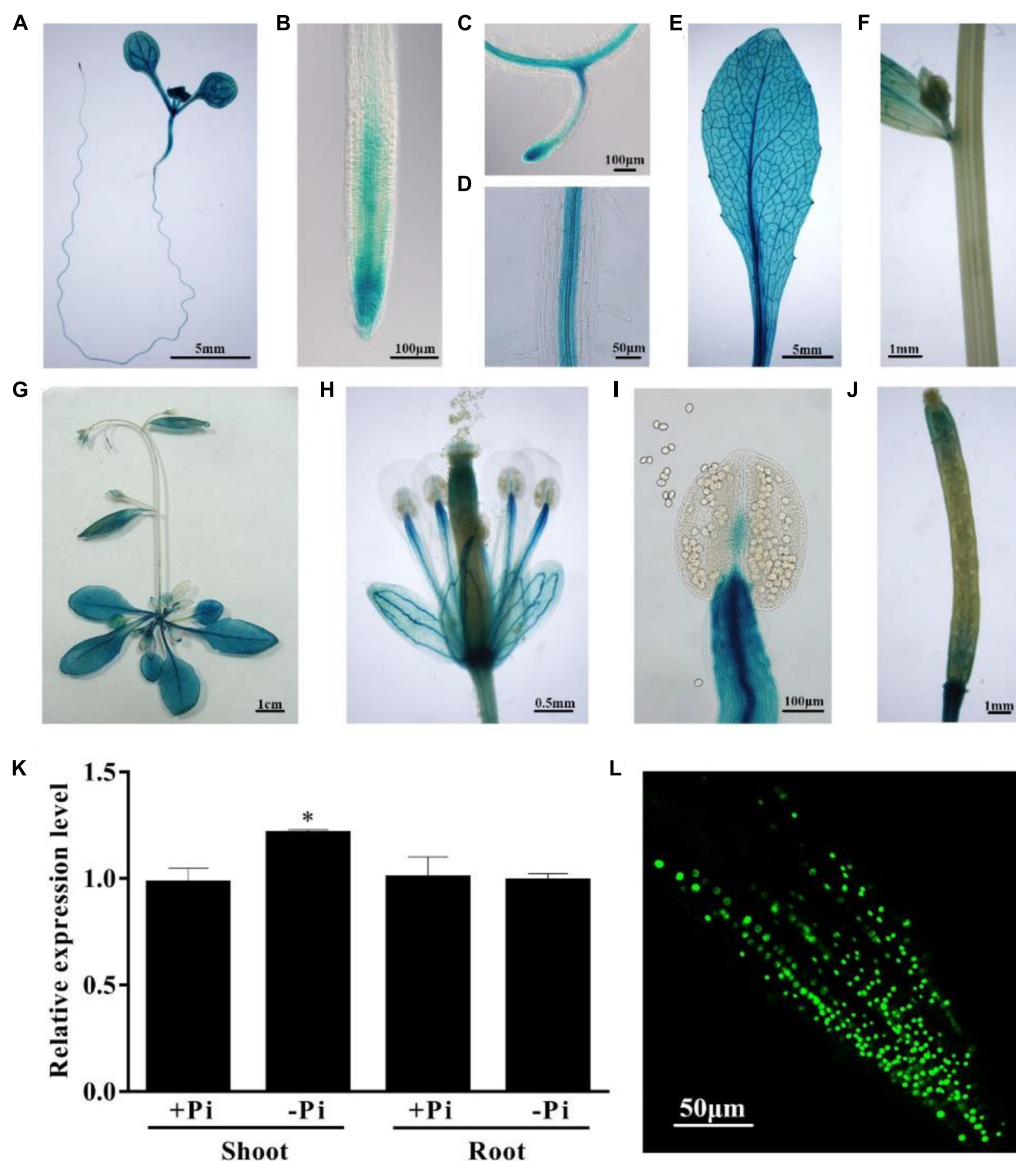 A
B
C
D
E
F
5mm
100μm
100μm
50μm
5mm
1mm
G
H
I
J
1cm
0.5mm
100μm
1mm
K
Relative expression level
1.5
1.0
0.5
0.0
*
+Pi -Pi +Pi -Pi
Shoot Root
L
50μm